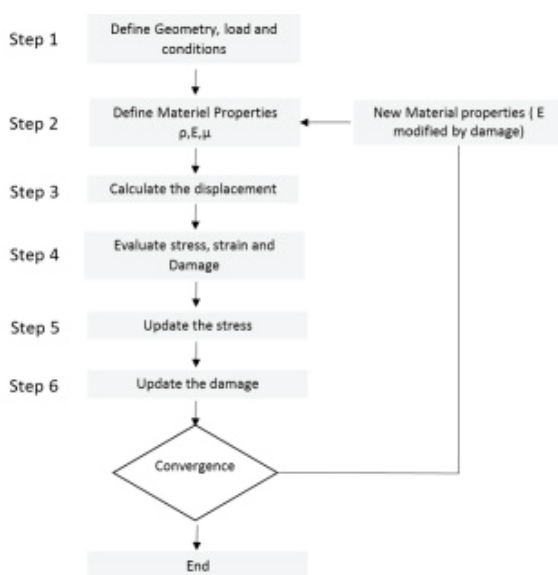 Step 1
Define Geometry, load and
conditions
Step 2
Define Materiel Properties
ρ,E,μ
New Material properties ( E
modified by damage)
Step 3
Calculate the displacement
Step 4
Evaluate stress, strain and
Damage
Step 5
Update the stress
Step 6
Update the damage
Convergence
End